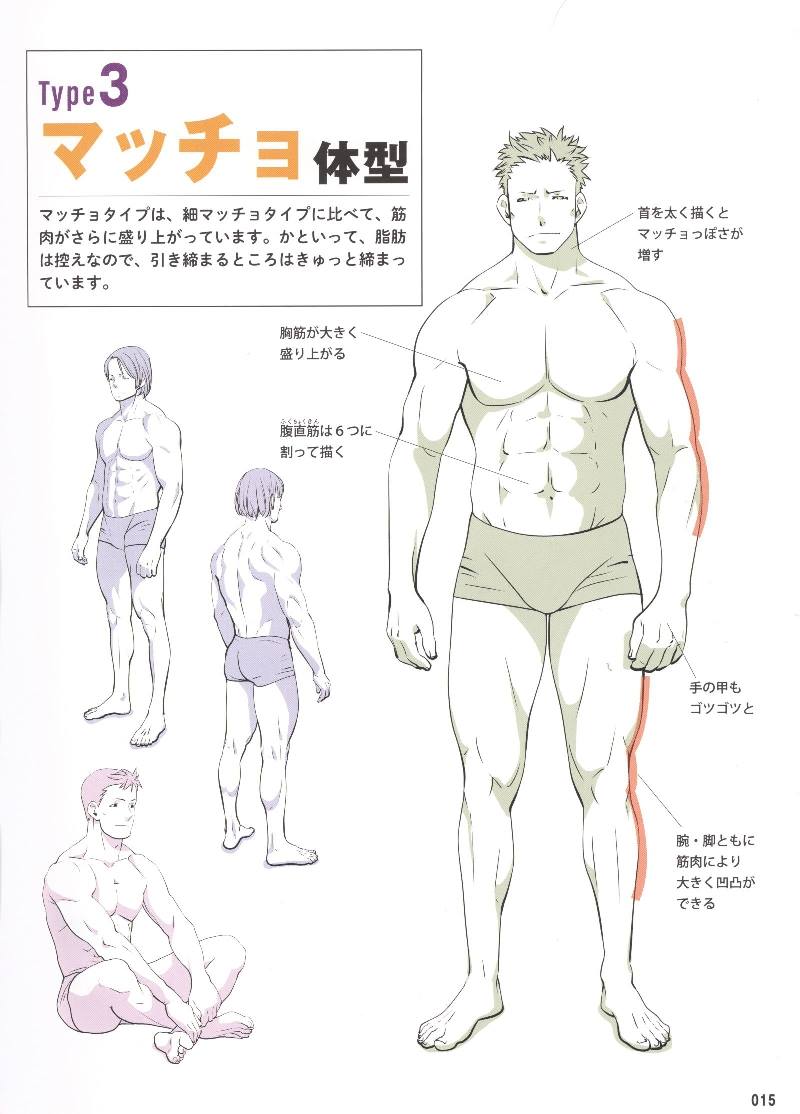 Type3
マッチョ体型
マッチョタイプは、細マッチョタイプに比べて、筋
肉がさらに盛り上がっています。かといって、脂肪
は控えなので、引き締まるところはきゅっと締まっ
ています。
首を太く描くと
マッチョっぽさが
増す
胸筋が大きく
盛り上がる
ふくちょくきん
腹直筋は6つに
割って描く
手の甲も
ゴツゴツと
腕・脚ともに
筋肉により
大きく凹凸が
できる
015